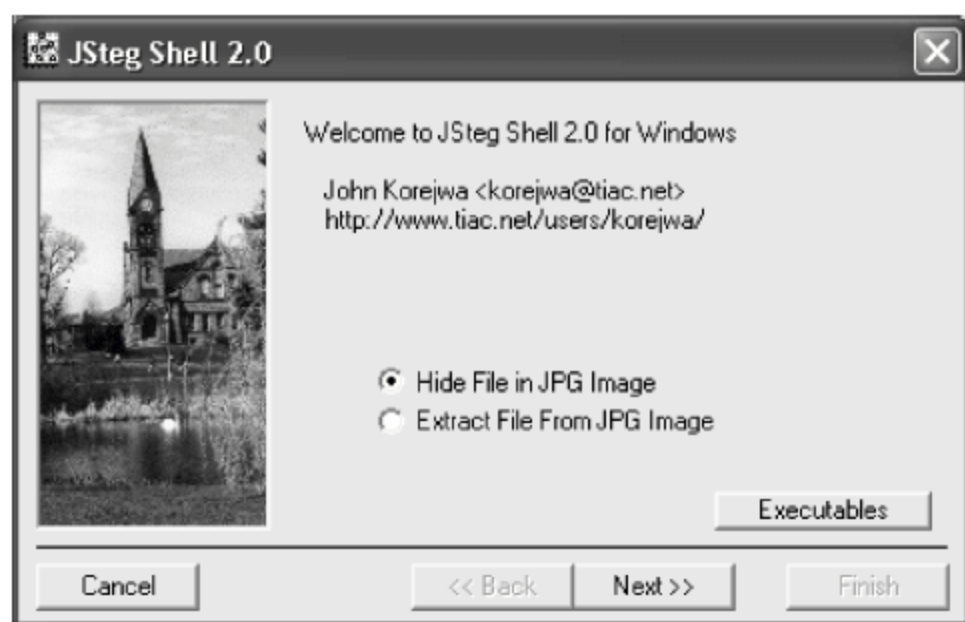 JSteg Shell 2.0
Welcome to JSteg Shell 2.0 for Windows
John Korejwa <korejwa@tiac.net>
http://www.tiac.net/users/korejwa/
Hide File in JPG Image
Extract File From JPG Image
Executables
Cancel
<< Back
Next >>
Finish